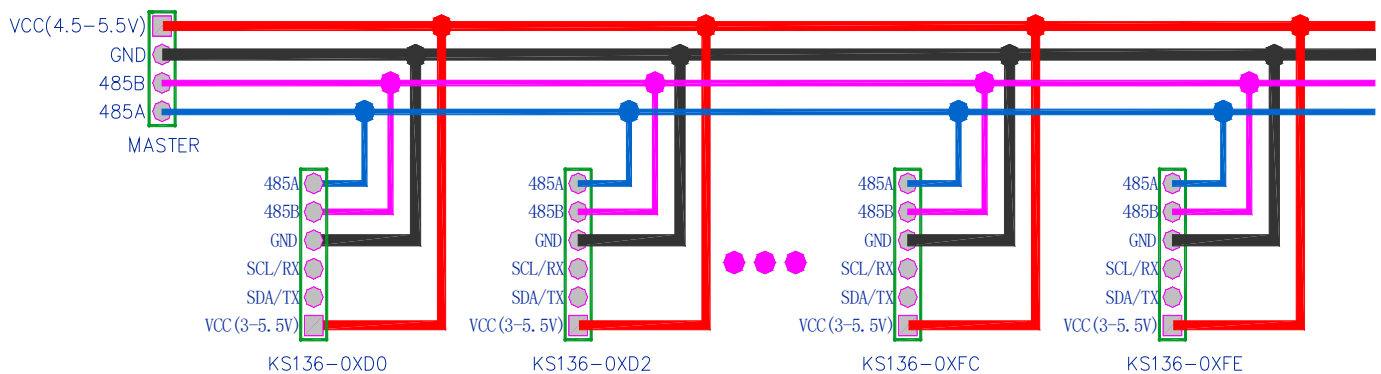 VCC(4.5-5.5V)
GND
485B
485A
MASTER
485A
485B
GND
SCL/RX
SDA/TX
VCC(3-5.5V)
KS136-0XD0
485A
485B
GND
SCL/RX
SDA/TX
VCC(3-5.5V)
KS136-0XD2
485A
485B
GND
SCL/RX
SDA/TX
VCC(3-5.5V)
KS136-0XFC
485A
485B
GND
SCL/RX
SDA/TX
VCC(3-5.5V)
KS136-0XFE